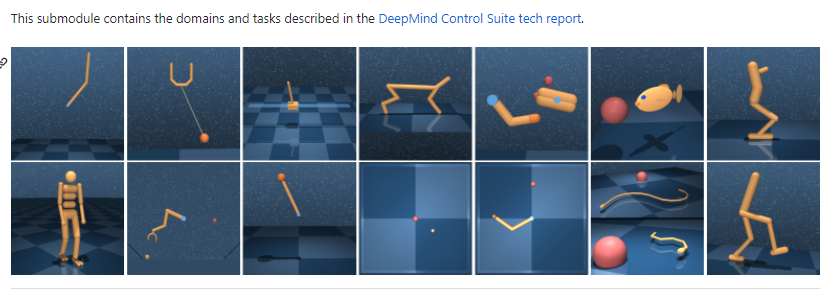 This submodule contains the domains and tasks described in the DeepMind Control Suite tech report.